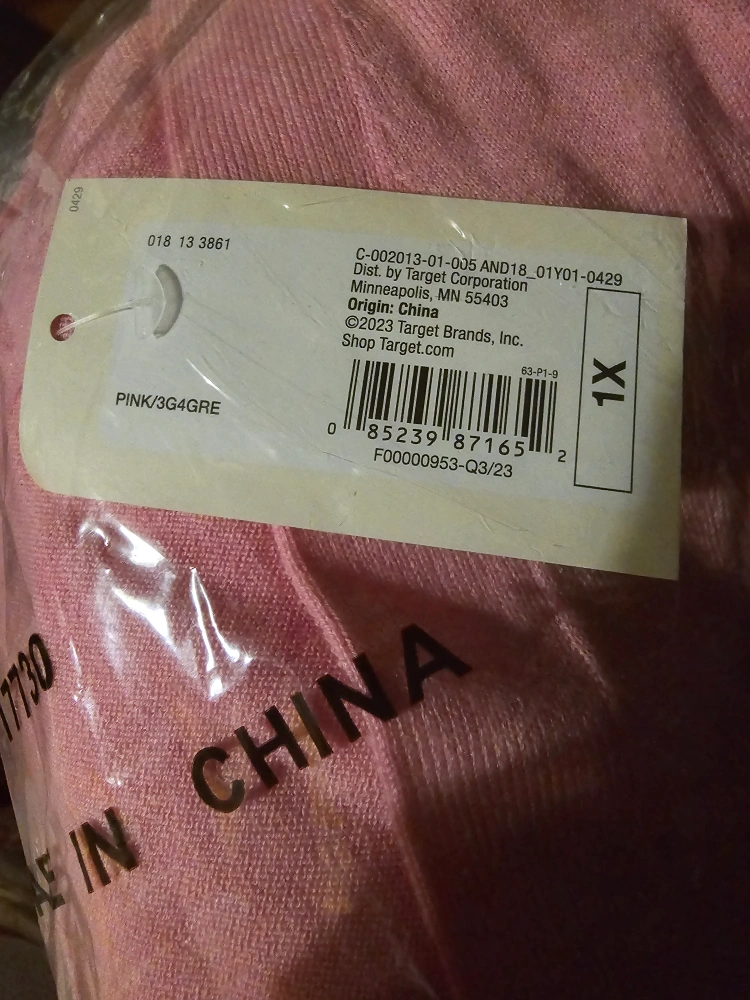 0429
018 13 3861
C-002013-01-005 AND18_01Y01-0429
Dist. by Target Corporation
Minneapolis, MN 55403
Origin: China
©2023 Target Brands, Inc.
Shop Target.com
63-P1-9
1X
PINK/3G4GRE
0 85239 87165 2
F00000953-Q3/23
17730
IN CHINA